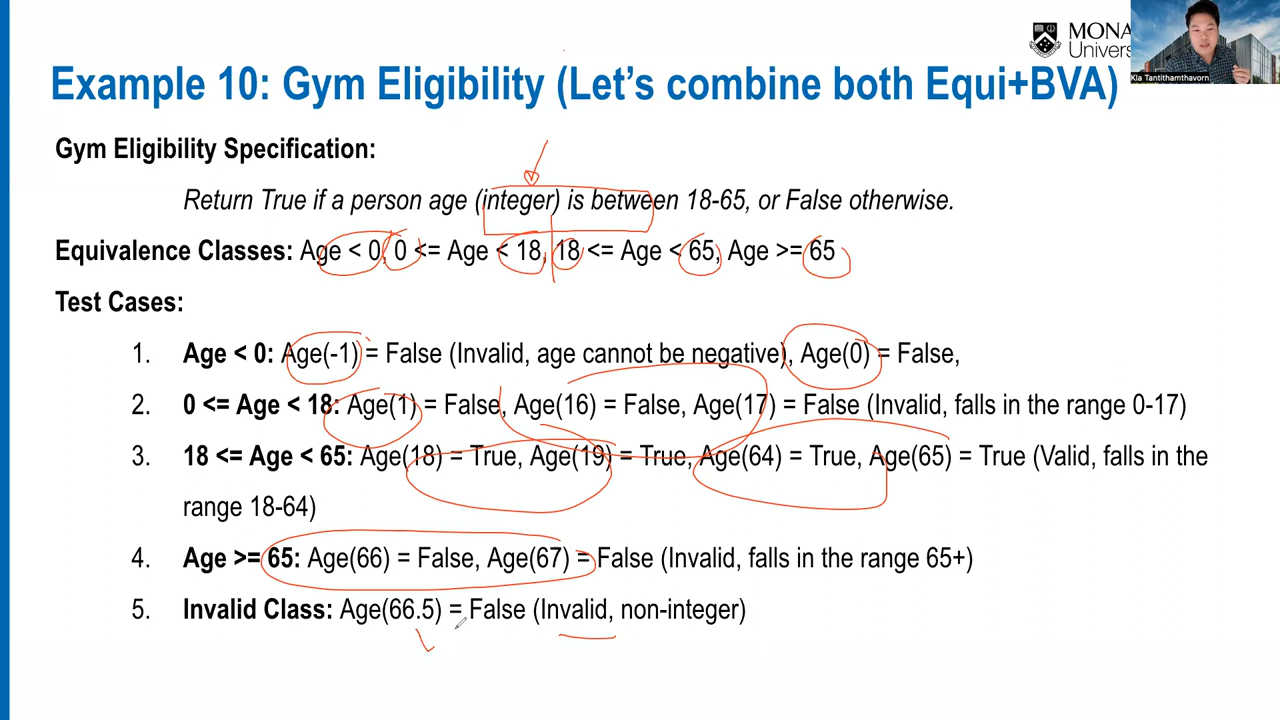 MONA
Univer
Kla Tantithamthavorn
Example 10: Gym Eligibility (Let's combine both Equi+BVA)
Gym Eligibility Specification:
Return True if a person age (integer) is between 18-65, or False otherwise.
Equivalence Classes: Age < 0, 0 <= Age < 18, 18 <= Age < 65, Age >= 65
Test Cases:
1. Age < 0: Age(-1) = False (Invalid, age cannot be negative), Age(0) = False,
2. 0 <= Age < 18: Age(1) = False, Age(16) = False, Age(17) = False (Invalid, falls in the range 0-17)
3. 18 <= Age < 65: Age(18) = True, Age(19) = True, Age(64) = True, Age(65) = True (Valid, falls in the
range 18-64)
4. Age >= 65: Age(66) = False, Age(67) = False (Invalid, falls in the range 65+)
5. Invalid Class: Age(66.5) = False (Invalid, non-integer)